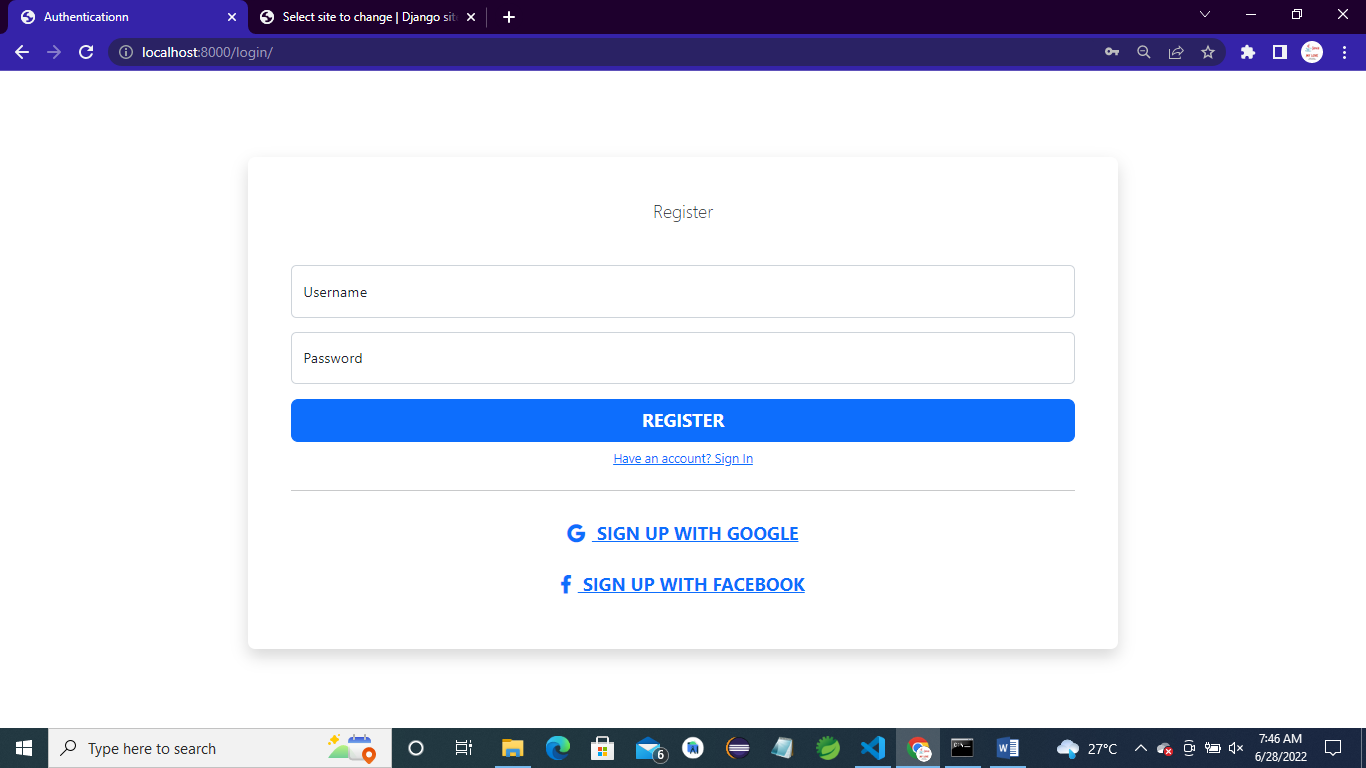 Authenticationn
Select site to change | Django sit
localhost:8000/login/
Register
Username
Password
REGISTER
Have an account? Sign In
SIGN UP WITH GOOGLE
SIGN UP WITH FACEBOOK
Type here to search
6
27°C
7:46 AM
6/28/2022